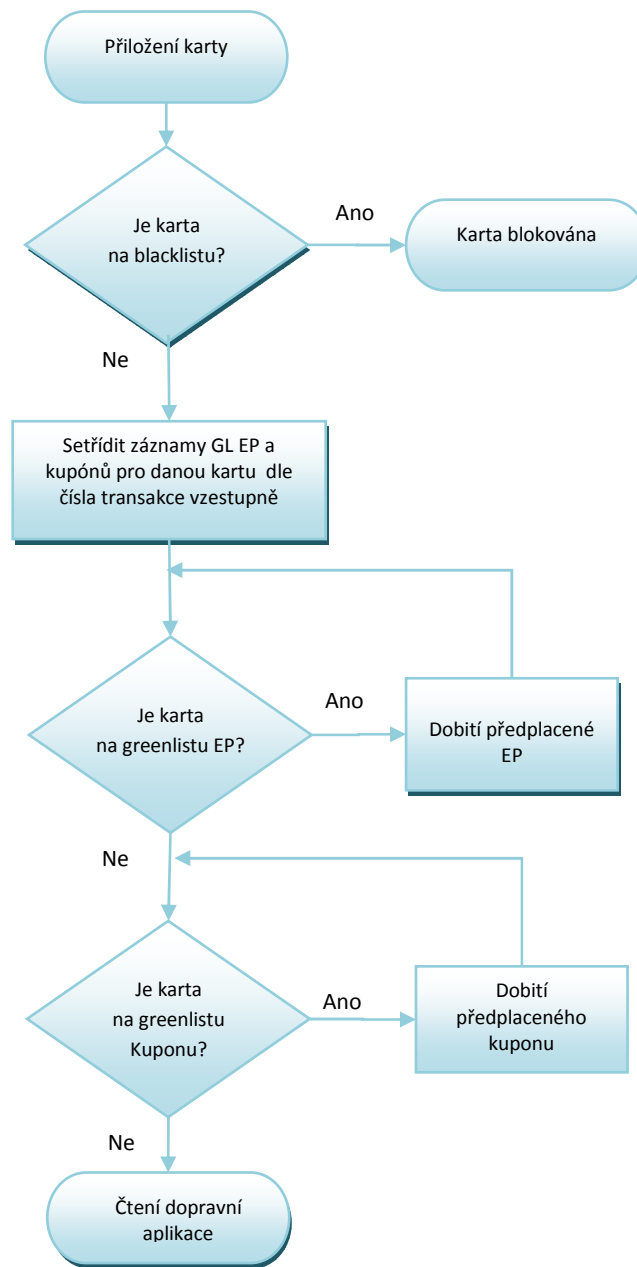 Přiložení karty
Je karta
na blacklistu?
Ano
Karta blokována
Ne
Setřídit záznamy GL EP a
kupónů pro danou kartu dle
čísla transakce vzestupně
Je karta
na greenlistu EP?
Ano
Dobití předplacené
EP
Ne
Je karta
na greenlistu
Kuponu?
Ano
Dobití
předplaceného
kuponu
Ne
Čtení dopravní
aplikace